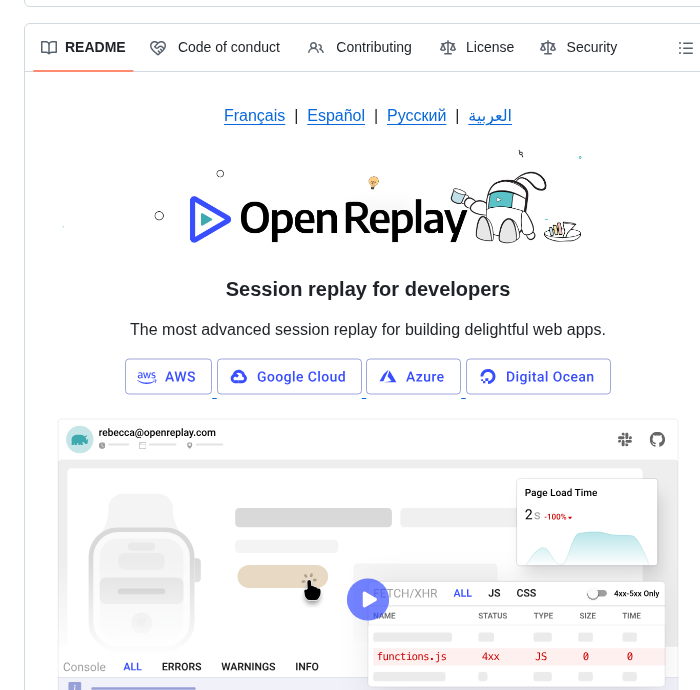 README Code of conduct Contributing License Security
Français | Español | Русский | العربية
OpenReplay
Session replay for developers
The most advanced session replay for building delightful web apps.
aws AWS Google Cloud Azure Digital Ocean
rebecca@openreplay.com
Page Load Time
2s -100%
FETCH/XHR ALL JS CSS 4xx-5xx Only
NAME STATUS TYPE SIZE TIME
functions.js 4xx JS 0 0
Console ALL ERRORS WARNINGS INFO